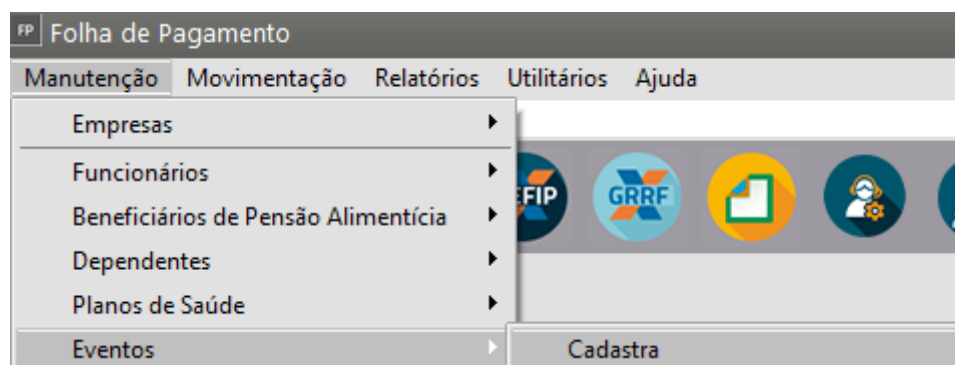 FP Folha de Pagamento
Manutenção Movimentação Relatórios Utilitários Ajuda
Empresas
Funcionários
EFIP GRRF
Beneficiários de Pensão Alimentícia
Dependentes
Planos de Saúde
Eventos Cadastra